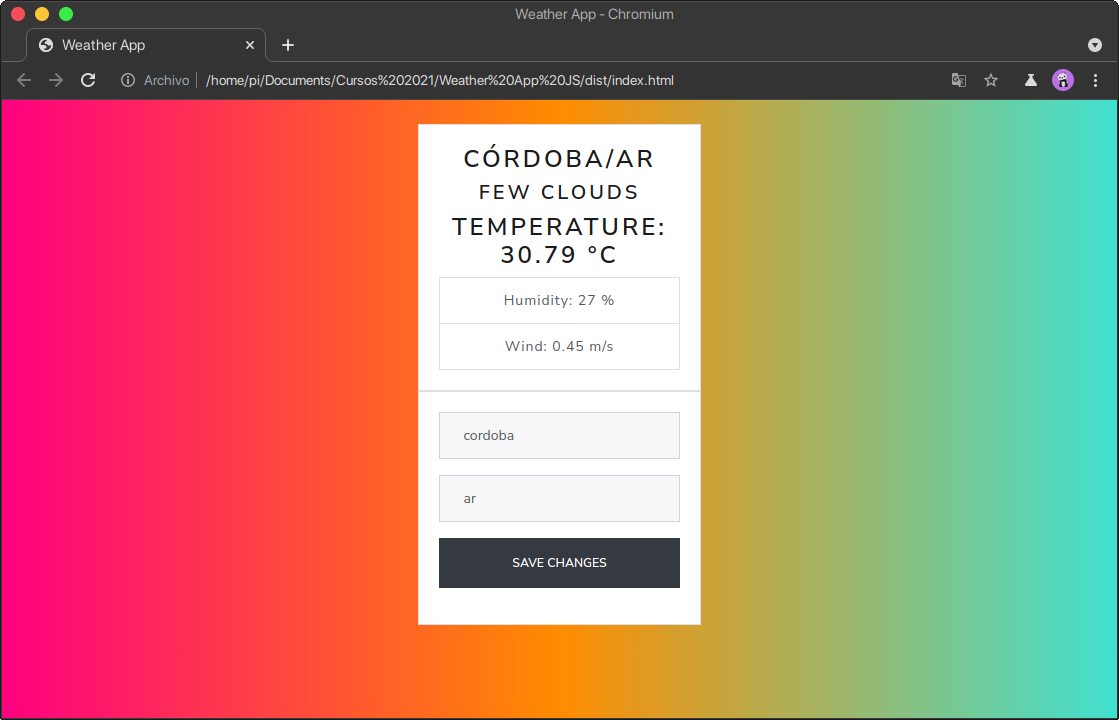 Weather App - Chromium
Weather App
Archivo /home/pi/Documents/Cursos%202021/Weather%20App%20JS/dist/index.html
CÓRDOBA/AR
FEW CLOUDS
TEMPERATURE:
30.79 °C
Humidity: 27 %
Wind: 0.45 m/s
cordoba
ar
SAVE CHANGES